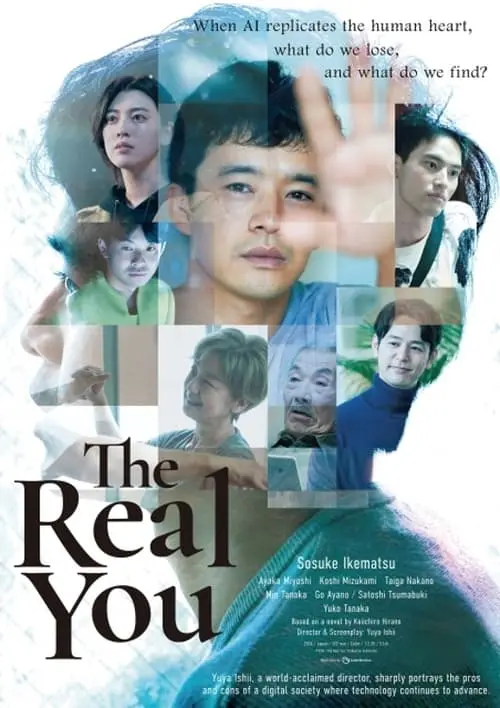 When AI replicates the human heart,
what do we lose,
and what do we find?
The
Real
You
Sosuke Ikematsu
Ayaka Miyoshi Koshi Mizukami Taiga Nakano
Min Tanaka Go Ayano / Satoshi Tsumabuki
Yuko Tanaka
Based on a novel by Keiichiro Hirano
Director & Screenplay: Yuya Ishii
Yuya Ishii, a world-acclaimed director, sharply portrays the pros
and cons of a digital society where technology continues to advance.